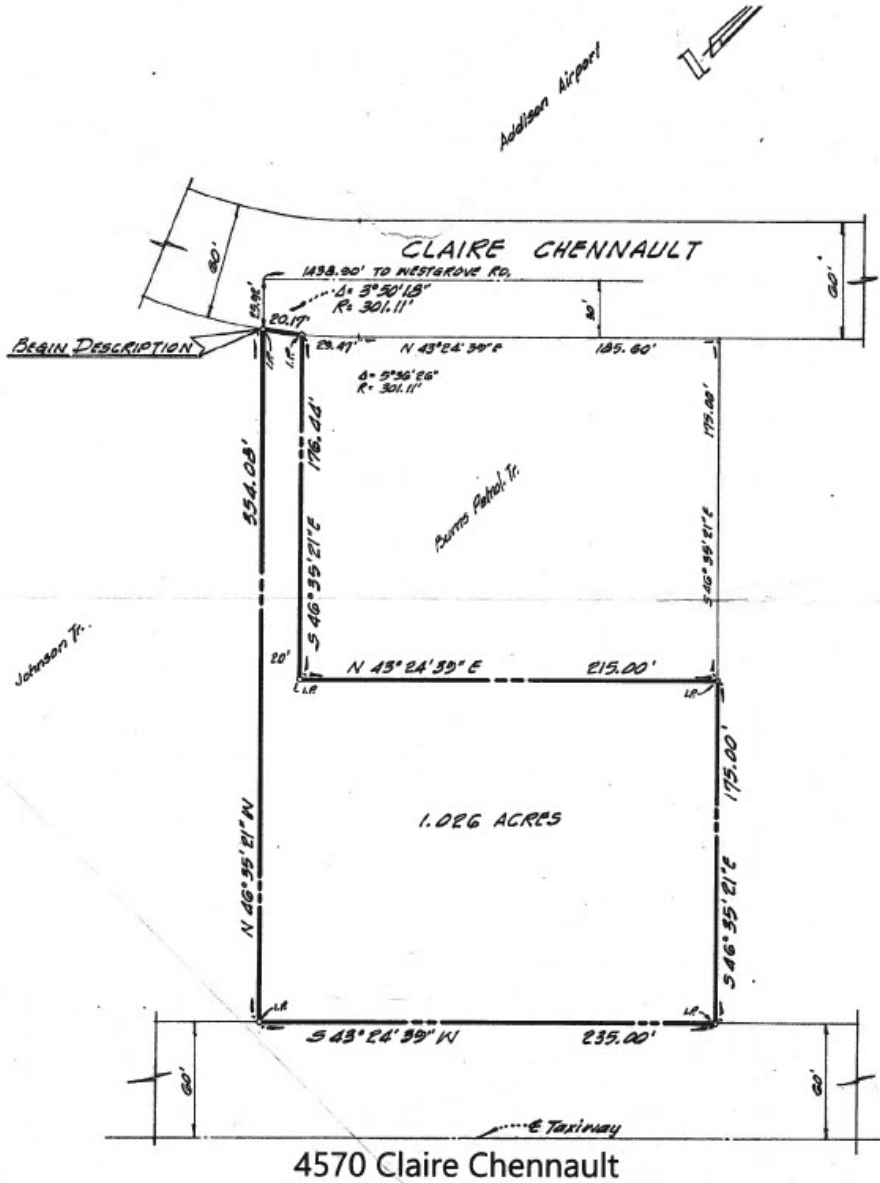 Addison Airport
CLAIRE CHENNAULT
60'
60'
1438.90' TO WESTGROVE RD.
Δ= 3°50'18"
R= 301.11'
20.17'
30'
BEGIN DESCRIPTION
I.P.
I.P.
29.47'
N 43°24'39" E
185.60'
Δ= 5°36'26"
R= 301.11'
354.08'
176.44'
175.00'
Burns Petrol. Tr.
S 46°35'21" E
S 46°35'21" E
Johnson Tr.
20'
N 43°24'39" E
215.00'
I.P.
I.P.
175.00'
1.026 ACRES
N 46°35'21" W
S 46°35'21" E
I.P.
I.P.
S 43°24'39" W
235.00'
60'
60'
℄ Taxiway
4570 Claire Chennault